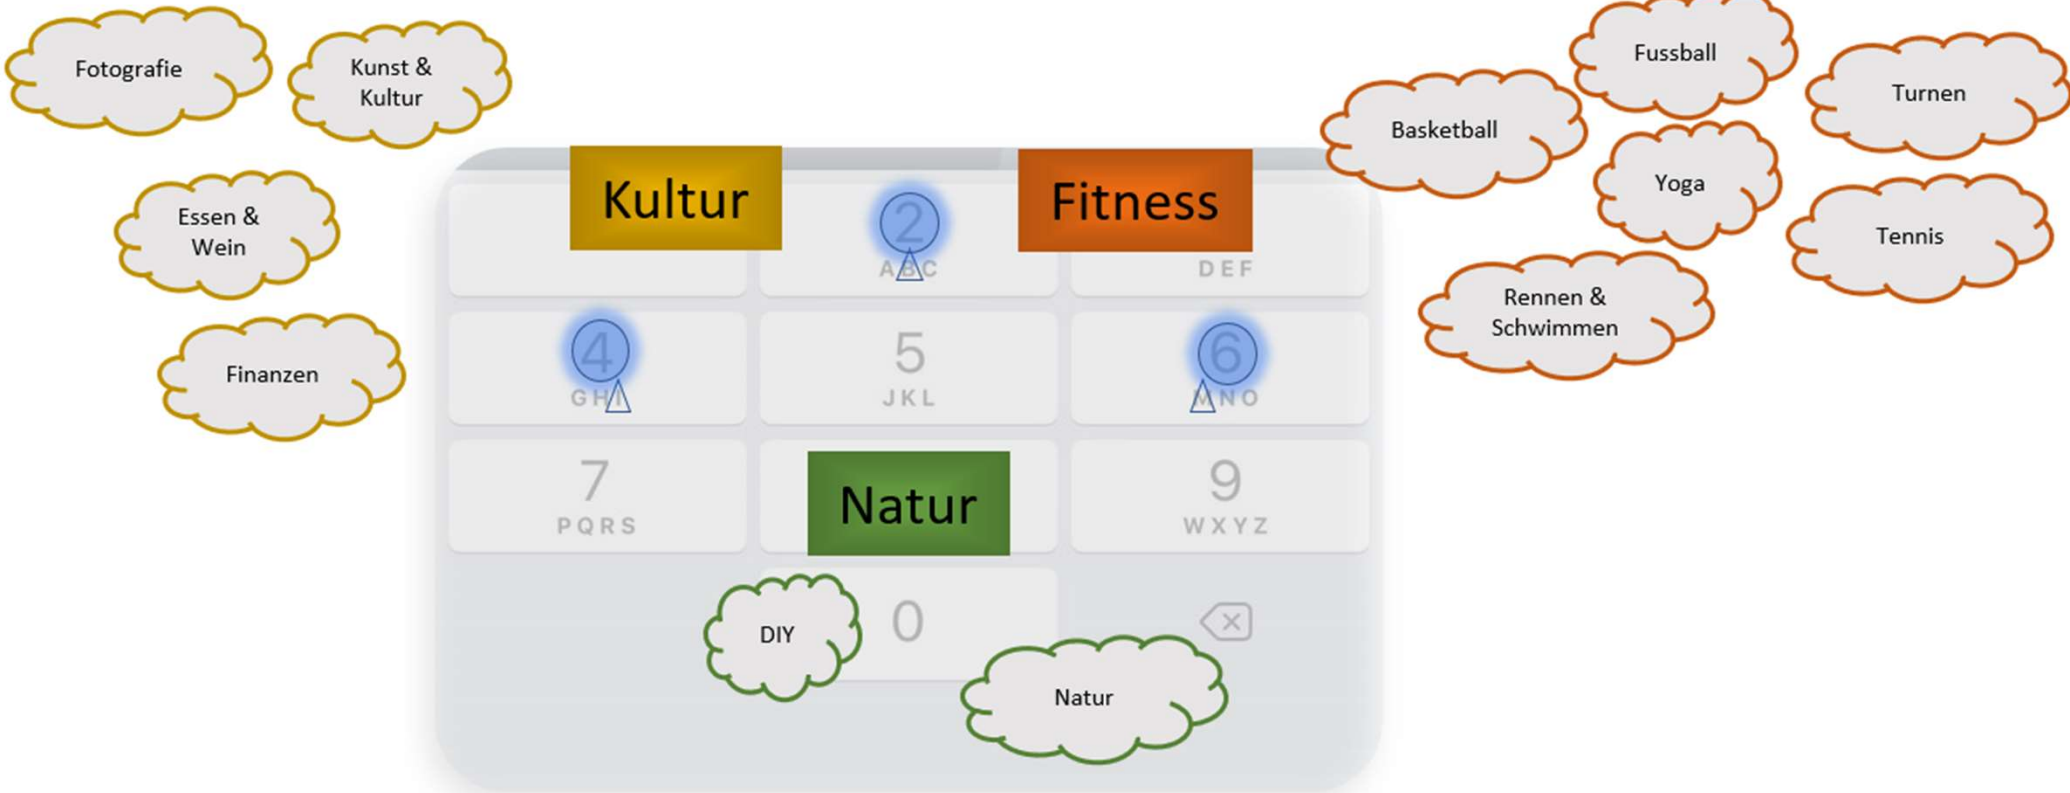 Fotografie
Kunst &
Kultur
Essen &
Wein
Finanzen
Kultur
Fitness
Fussball
Turnen
Basketball
Yoga
Tennis
Rennen &
Schwimmen
2
ABC
DEF
4
GHI
5
JKL
6
MNO
7
PQRS
Natur
9
WXYZ
DIY
0
Natur